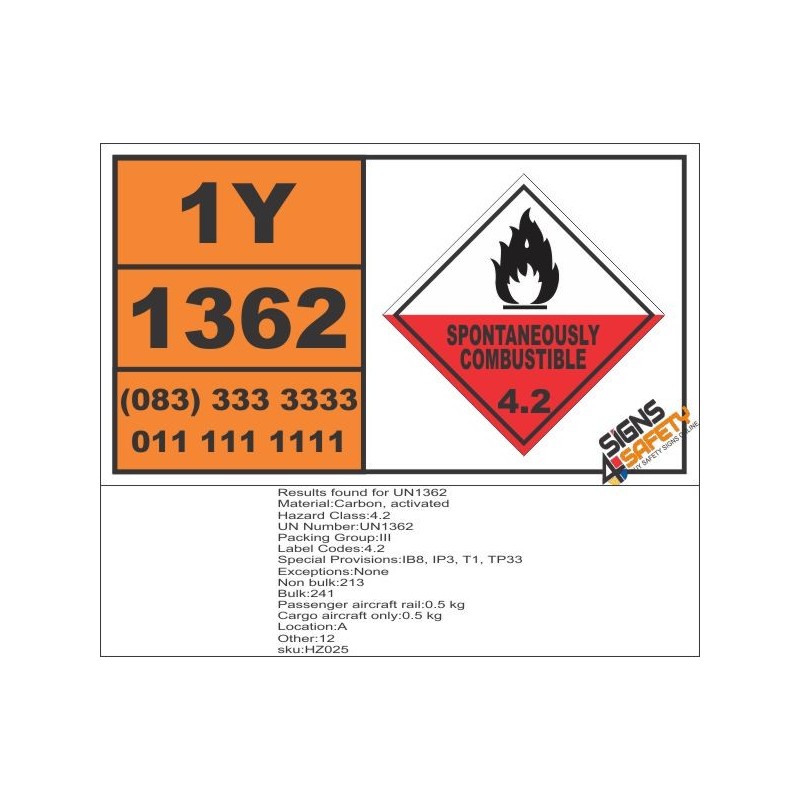 1Y
1362
(083) 333 3333
011 111 1111
SPONTANEOUSLY
COMBUSTIBLE
4.2
SIGNS
4 SAFETY
BUY SAFETY SIGNS ONLINE
Results found for UN1362
Material:Carbon, activated
Hazard Class:4.2
UN Number:UN1362
Packing Group:III
Label Codes:4.2
Special Provisions:IB8, IP3, T1, TP33
Exceptions:None
Non bulk:213
Bulk:241
Passenger aircraft rail:0.5 kg
Cargo aircraft only:0.5 kg
Location:A
Other:12
sku:HZ025